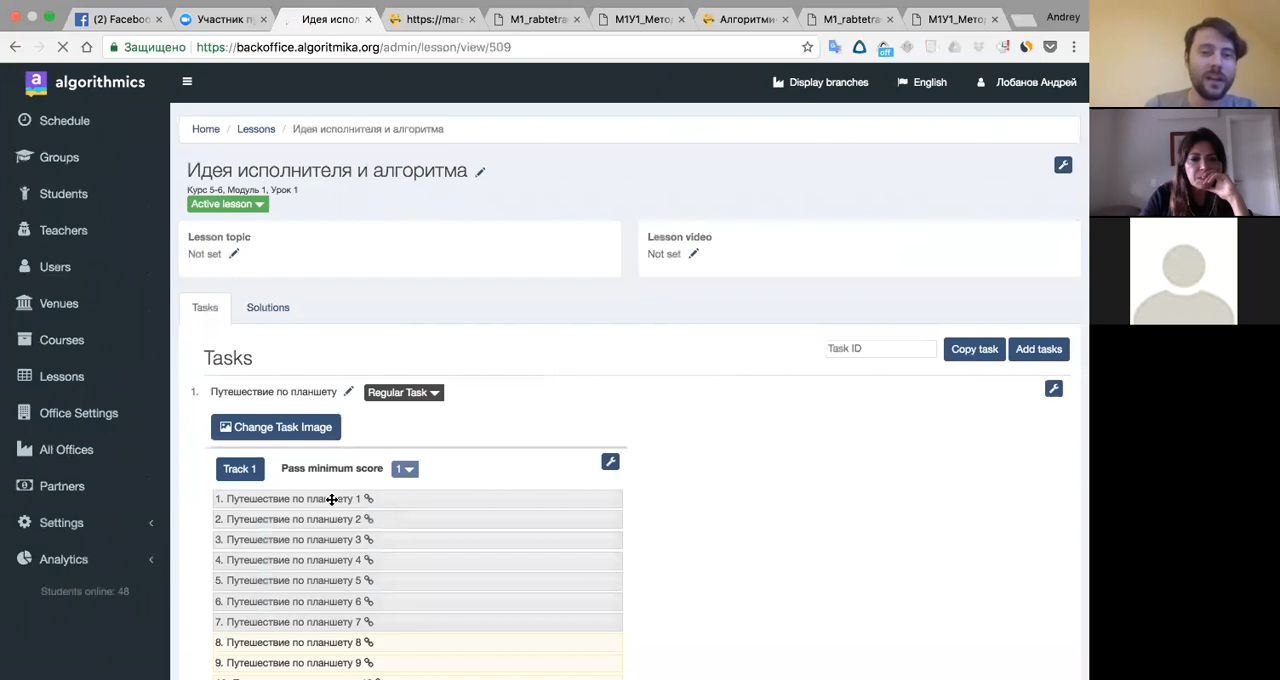 (2) Facebo
Участник п
Идея испол
https://mars
M1_rabtetra
М1У1_Мето
Алгоритми
M1_rabtetra
М1У1_Мето
Andrey
Защищено
https://backoffice.algoritmika.org/admin/lesson/view/509
off
a algorithmics
Display branches
English
Лобанов Андрей
Schedule
Groups
Students
Teachers
Users
Venues
Courses
Lessons
Office Settings
All Offices
Partners
Settings
Analytics
Students online: 48
Home / Lessons / Идея исполнителя и алгоритма
Идея исполнителя и алгоритма
Курс 5-6, Модуль 1, Урок 1
Active lesson
Lesson topic
Not set
Lesson video
Not set
Tasks
Solutions
Tasks
Task ID
Copy task
Add tasks
1. Путешествие по планшету
Regular Task
Change Task Image
Track 1
Pass minimum score
1
1. Путешествие по планшету 1
2. Путешествие по планшету 2
3. Путешествие по планшету 3
4. Путешествие по планшету 4
5. Путешествие по планшету 5
6. Путешествие по планшету 6
7. Путешествие по планшету 7
8. Путешествие по планшету 8
9. Путешествие по планшету 9